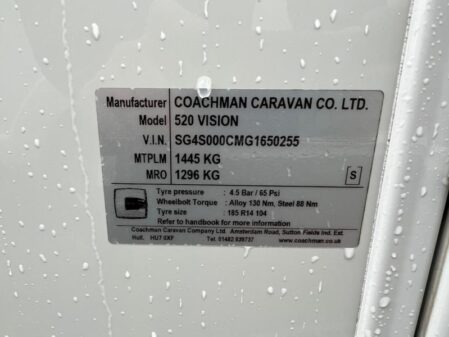 Manufacturer COACHMAN CARAVAN CO. LTD.
Model 520 VISION
V.I.N. SG4S000CMG1650255
MTPLM 1445 KG
MRO 1296 KG [S]
Tyre pressure : 4.5 Bar / 65 Psi
Wheelbolt Torque : Alloy 130 Nm, Steel 88 Nm
Tyre size : 185 R14 104
Refer to handbook for more information
Coachman Caravan Company Ltd. Amsterdam Road, Sutton Fields Ind. Est.
Hull. HU7 0XF Tel. 01482 839737 www.coachman.co.uk